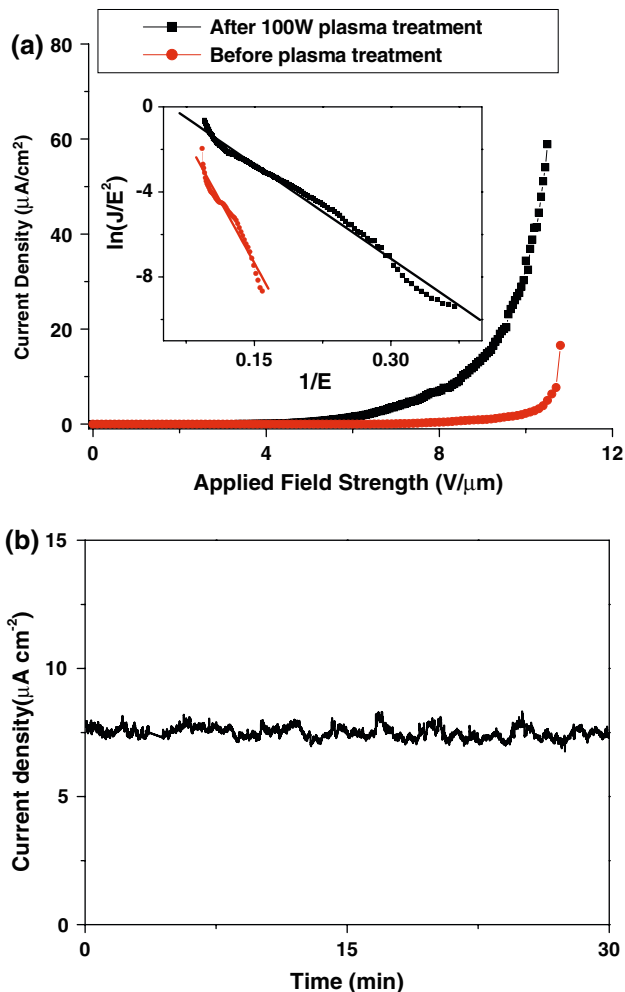 (a)
After 100W plasma treatment
Before plasma treatment
Current Density (μA/cm²)
80
60
40
20
0
0
4
8
12
Applied Field Strength (V/μm)
ln(J/E²)
0
-4
-8
0.15
0.30
1/E
(b)
Current density(μA cm⁻²)
15
10
5
0
0
15
30
Time (min)